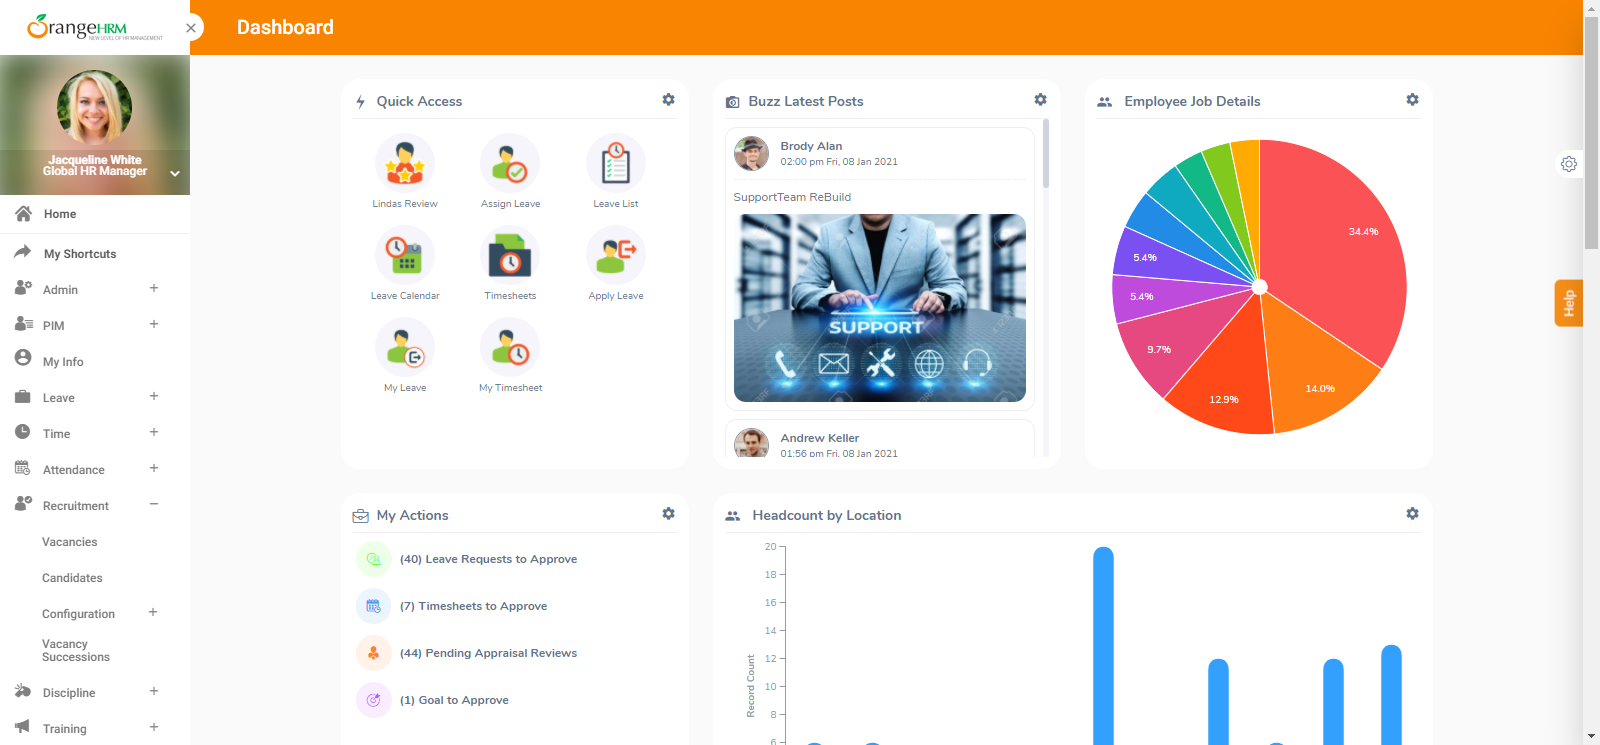 OrangeHRM
NEW LEVEL OF HR MANAGEMENT
Dashboard
Jacqueline White
Global HR Manager
Home
My Shortcuts
Admin
PIM
My Info
Leave
Time
Attendance
Recruitment
Vacancies
Candidates
Configuration
Vacancy
Successions
Discipline
Training
Quick Access
Lindas Review
Assign Leave
Leave List
Leave Calendar
Timesheets
Apply Leave
My Leave
My Timesheet
Buzz Latest Posts
Brody Alan
02:00 pm Fri, 08 Jan 2021
SupportTeam ReBuild
SUPPORT
Andrew Keller
01:56 pm Fri, 08 Jan 2021
Employee Job Details
34.4%
14.0%
12.9%
9.7%
5.4%
5.4%
Help
My Actions
(40) Leave Requests to Approve
(7) Timesheets to Approve
(44) Pending Appraisal Reviews
(1) Goal to Approve
Headcount by Location
Record Count
20
18
16
14
12
10
8
6